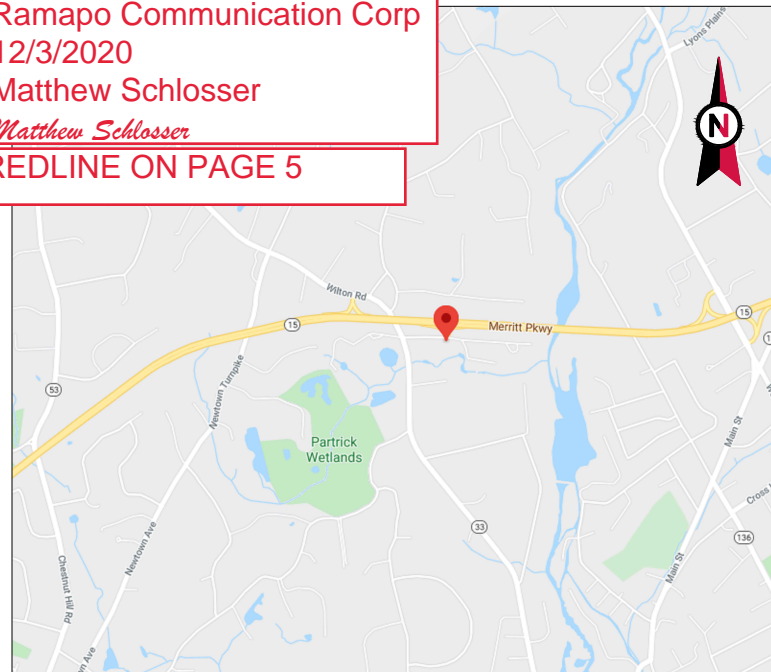 Ramapo Communication Corp
12/3/2020
Matthew Schlosser
Matthew Schlosser
REDLINE ON PAGE 5
Lyons Plains
N
Wilton Rd
15
Merritt Pkwy
15
53
Newtown Turnpike
Partrick
Wetlands
Main St
Cross
33
136
Newtown Ave
Chestnut Hill Rd
Main St
n Ave